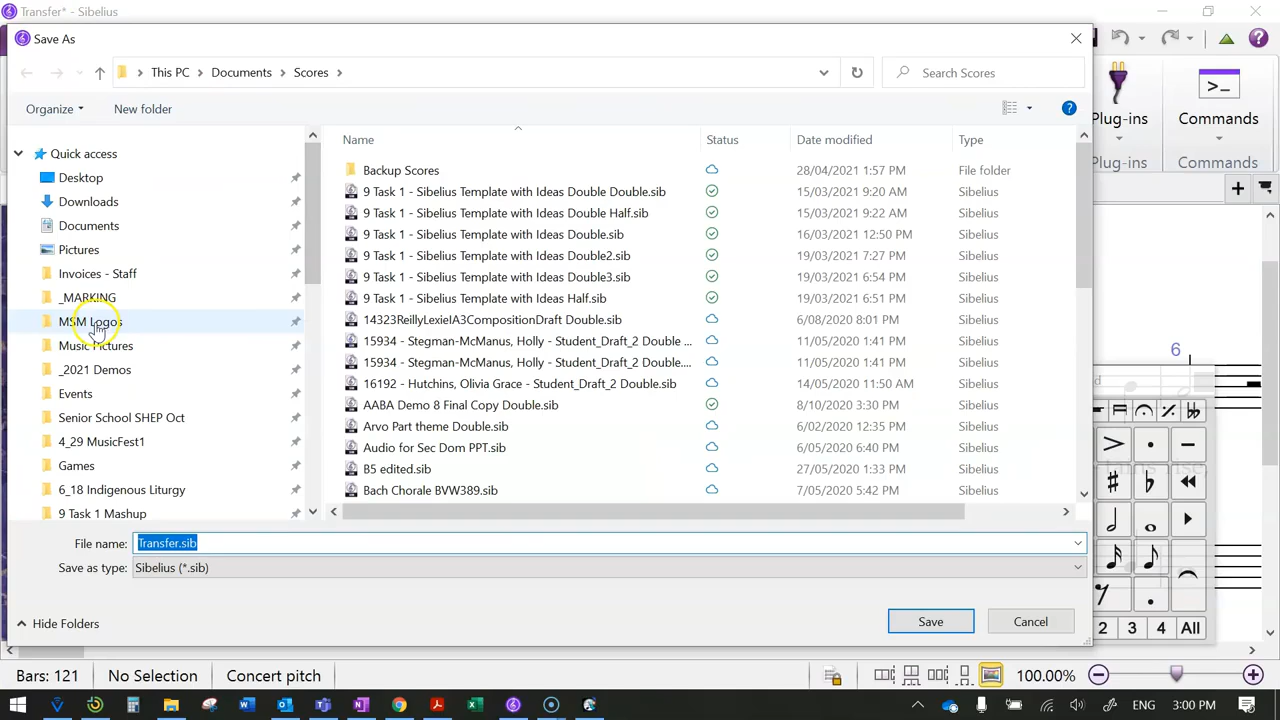 Transfer* - Sibelius
Save As
This PC > Documents > Scores >
Search Scores
Organize
New folder
Plug-ins
Commands
Plug-ins
Commands
Name
Status
Date modified
Type
Quick access
Desktop
Downloads
Documents
Pictures
Invoices - Staff
_MARKING
MSM Logos
Music Pictures
_2021 Demos
Events
Senior School SHEP Oct
4_29 MusicFest1
Games
6_18 Indigenous Liturgy
9 Task 1 Mashup
Backup Scores 28/04/2021 1:57 PM File folder
9 Task 1 - Sibelius Template with Ideas Double Double.sib 15/03/2021 9:20 AM Sibelius
9 Task 1 - Sibelius Template with Ideas Double Half.sib 15/03/2021 9:22 AM Sibelius
9 Task 1 - Sibelius Template with Ideas Double.sib 16/03/2021 12:50 PM Sibelius
9 Task 1 - Sibelius Template with Ideas Double2.sib 19/03/2021 7:27 PM Sibelius
9 Task 1 - Sibelius Template with Ideas Double3.sib 19/03/2021 6:54 PM Sibelius
9 Task 1 - Sibelius Template with Ideas Half.sib 19/03/2021 6:51 PM Sibelius
14323ReillyLexieIA3CompositionDraft Double.sib 6/08/2020 8:01 PM Sibelius
15934 - Stegman-McManus, Holly - Student_Draft_2 Double ... 11/05/2020 1:41 PM Sibelius
15934 - Stegman-McManus, Holly - Student_Draft_2 Double.... 11/05/2020 1:41 PM Sibelius
16192 - Hutchins, Olivia Grace - Student_Draft_2 Double.sib 14/05/2020 11:50 AM Sibelius
AABA Demo 8 Final Copy Double.sib 8/10/2020 3:30 PM Sibelius
Arvo Part theme Double.sib 6/02/2020 12:35 PM Sibelius
Audio for Sec Dom PPT.sib 6/05/2020 6:40 PM Sibelius
B5 edited.sib 27/05/2020 1:33 PM Sibelius
Bach Chorale BVW389.sib 7/05/2020 5:42 PM Sibelius
6
2 3 4 All
File name: Transfer.sib
Save as type: Sibelius (*.sib)
Hide Folders
Save
Cancel
Bars: 121
No Selection
Concert pitch
100.00%
ENG
3:00 PM